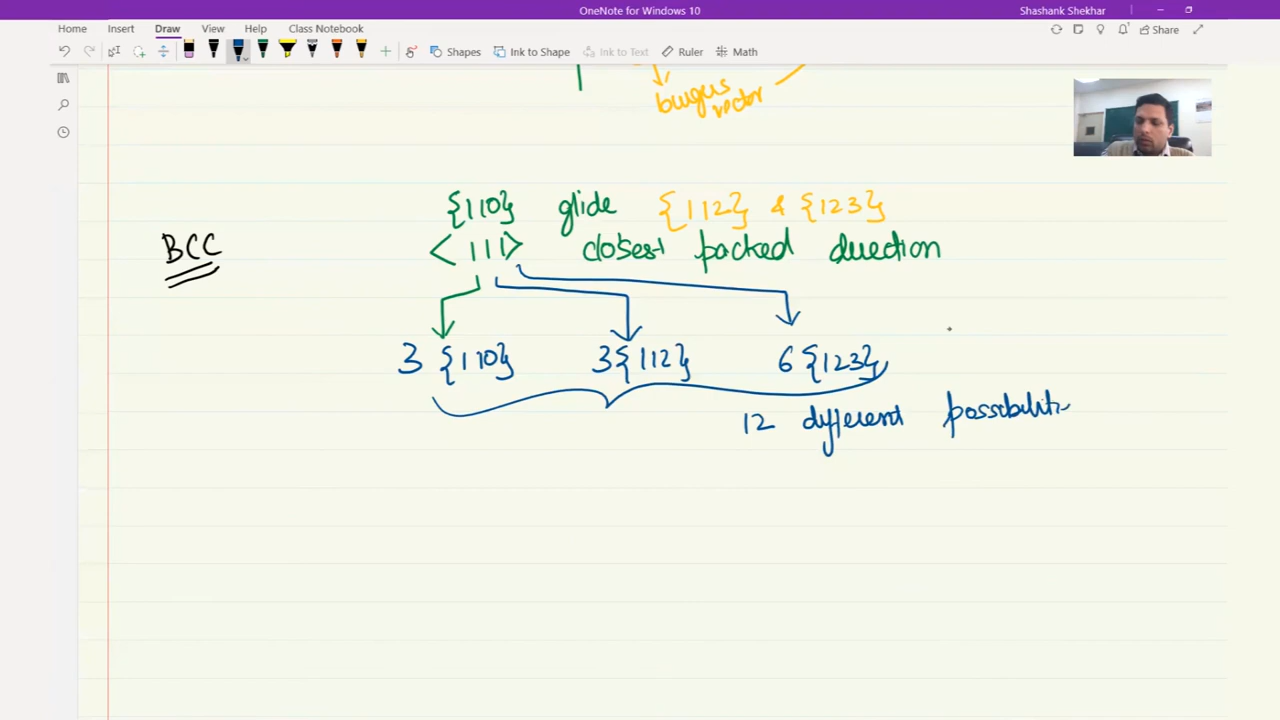 OneNote for Windows 10
Shashank Shekhar
Home Insert Draw View Help Class Notebook
Shapes Ink to Shape Ink to Text Ruler Math Share
burgus
vector
{110} glide {112} & {123}
BCC <111> closest packed direction
3 {110} 3{112} 6{123}
12 different possibiliti